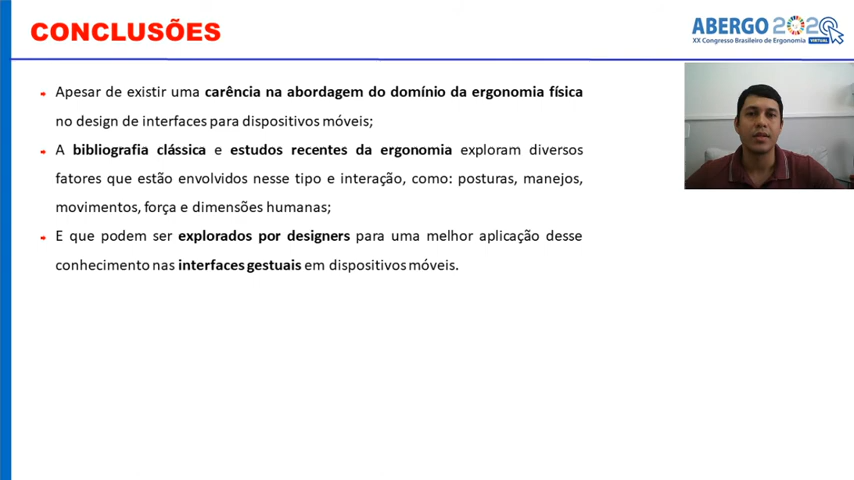 CONCLUSÕES
ABERGO 2020
XX Congresso Brasileiro de Ergonomia VIRTUAL
Apesar de existir uma carência na abordagem do domínio da ergonomia física
no design de interfaces para dispositivos móveis;
A bibliografia clássica e estudos recentes da ergonomia exploram diversos
fatores que estão envolvidos nesse tipo e interação, como: posturas, manejos,
movimentos, força e dimensões humanas;
E que podem ser explorados por designers para uma melhor aplicação desse
conhecimento nas interfaces gestuais em dispositivos móveis.